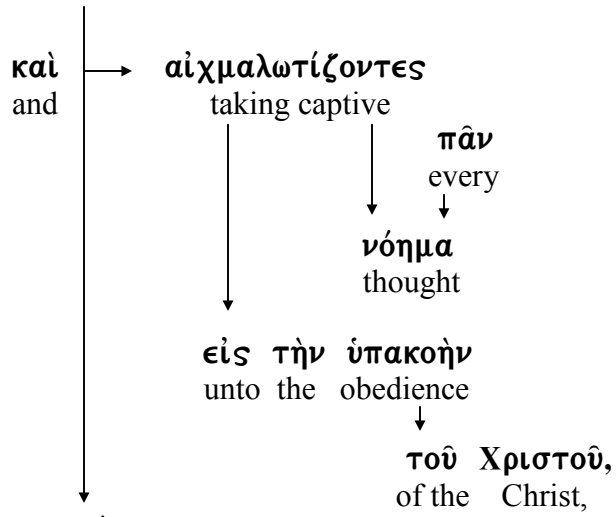 καὶ αἰχμαλωτίζοντες
and taking captive
πᾶν
every
νόημα
thought
εἰς τὴν ὑπακοὴν
unto the obedience
τοῦ Χριστοῦ,
of the Christ,